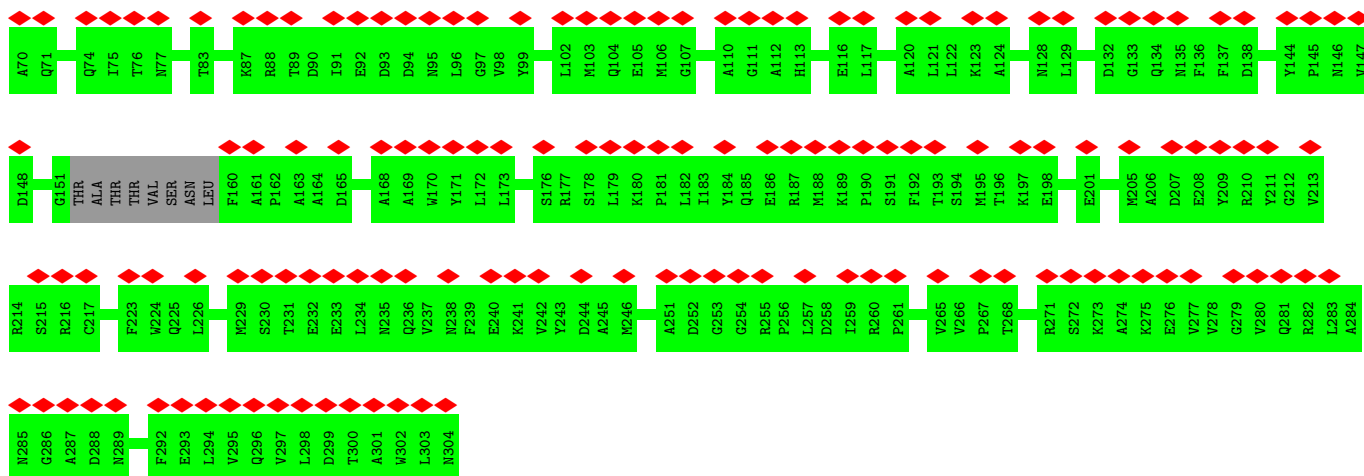 A70 Q71 Q74 I75 T76 N77 T83 K87 R88 T89 D90 I91 E92 D93 D94 N95 L96 G97 V98 Y99 L102 M103 Q104 E105 M106 G107 A110 G111 A112 H113 E116 L117 A120 L121 L122 K123 A124 N128 L129 D132 G133 Q134 N135 F136 F137 D138 Y144 P145 N146 V147
D148 G151 THR ALA THR THR VAL SER ASN LEU F160 A161 P162 A163 A164 D165 A168 A169 W170 Y171 L172 L173 S176 R177 S178 L179 K180 P181 L182 I183 Y184 Q185 E186 R187 M188 K189 P190 S191 F192 T193 S194 M195 T196 K197 E198 E201 M205 A206 D207 E208 Y209 R210 Y211 G212 V213
R214 S215 R216 C217 F223 W224 Q225 L226 M229 S230 T231 E232 E233 L234 N235 Q236 V237 N238 F239 E240 K241 V242 Y243 D244 A245 M246 A251 D252 G253 G254 R255 P256 L257 D258 I259 R260 P261 V265 V266 P267 T268 R271 S272 K273 A274 K275 E276 V277 V278 G279 V280 Q281 R282 L283 A284
N285 G286 A287 D288 N289 F292 E293 L294 V295 Q296 V297 L298 D299 T300 A301 W302 L303 N304